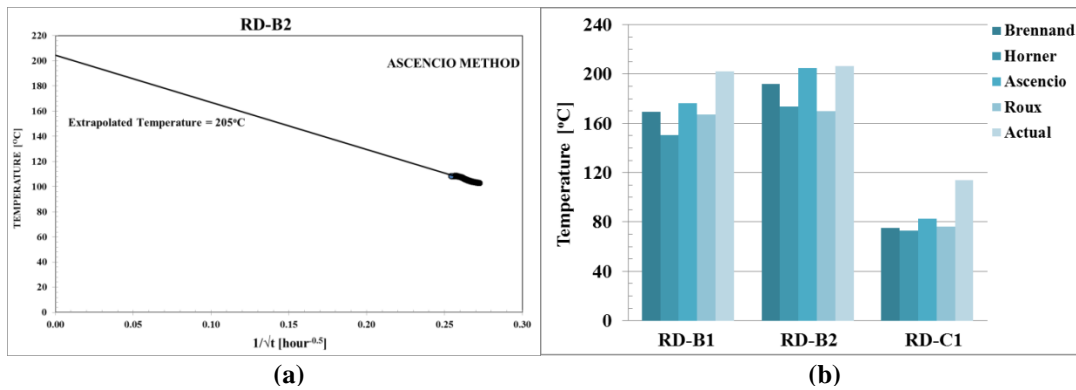 RD-B2
ASCENCIO METHOD
Extrapolated Temperature = 205°C
TEMPERATURE [°C]
220
200
180
160
140
120
100
80
60
40
20
0
0.00 0.05 0.10 0.15 0.20 0.25 0.30
1/√t [hour⁻⁰·⁵]
(a)
Temperature [°C]
240
200
160
120
80
40
0
RD-B1 RD-B2 RD-C1
Brennand
Horner
Ascencio
Roux
Actual
(b)